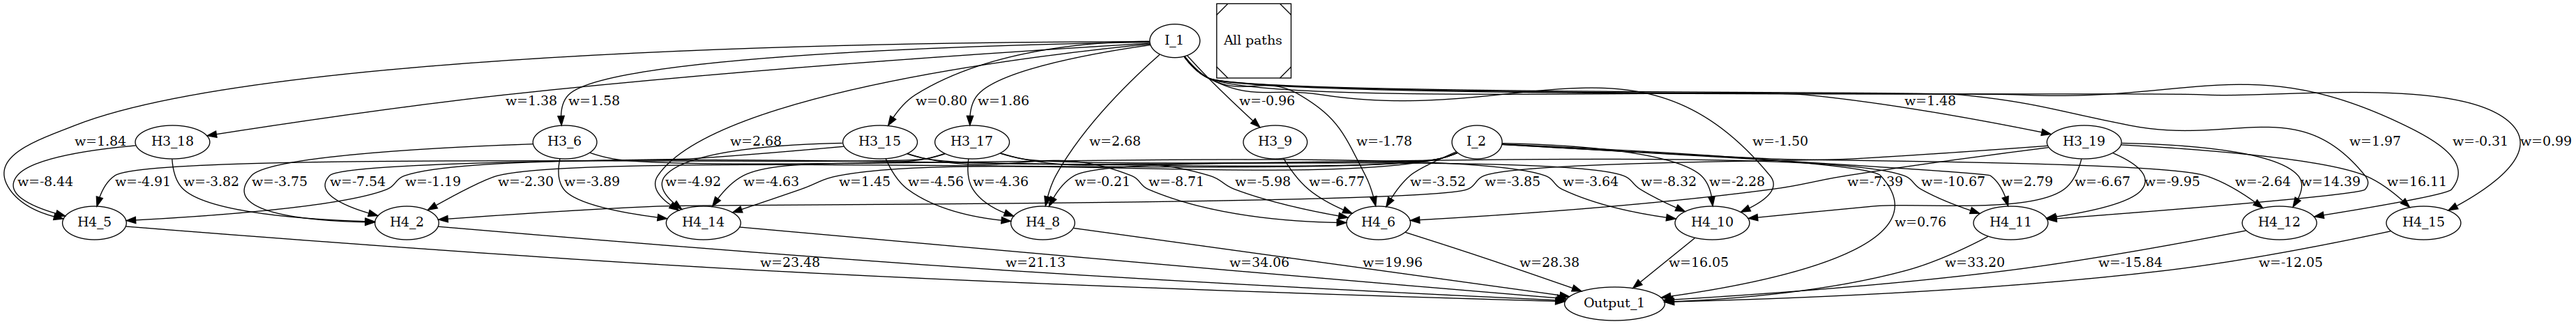 I_1
All paths
w=1.38
w=1.58
w=0.80
w=1.86
w=-0.96
w=1.48
w=1.84
H3_18
H3_6
w=2.68
H3_15
H3_17
w=2.68
H3_9
w=-1.78
I_2
w=-1.50
H3_19
w=1.97
w=-0.31
w=0.99
w=-8.44
w=-4.91
w=-3.82
w=-3.75
w=-7.54
w=-1.19
w=-2.30
w=-3.89
w=-4.92
w=-4.63
w=1.45
w=-4.56
w=-4.36
w=-0.21
w=-8.71
w=-5.98
w=-6.77
w=-3.52
w=-3.85
w=-3.64
w=-8.32
w=-2.28
w=-7.39
w=-10.67
w=2.79
w=-6.67
w=-9.95
w=-2.64
w=14.39
w=16.11
H4_5
H4_2
H4_14
H4_8
H4_6
H4_10
w=0.76
H4_11
H4_12
H4_15
w=23.48
w=21.13
w=34.06
w=19.96
w=28.38
w=16.05
w=33.20
w=-15.84
w=-12.05
Output_1